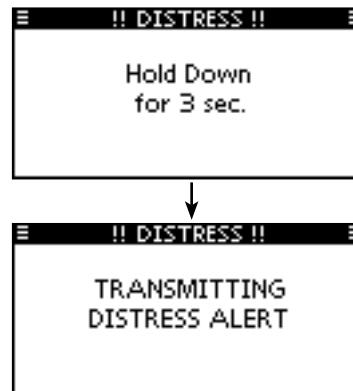 !! DISTRESS !!
Hold Down
for 3 sec.
!! DISTRESS !!
TRANSMITTING
DISTRESS ALERT